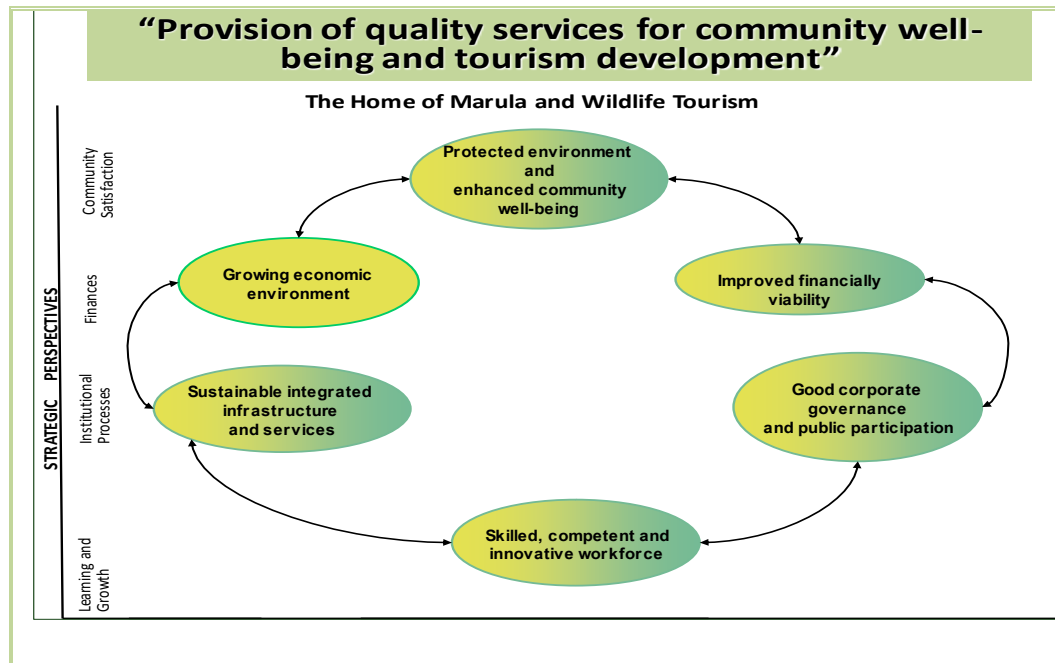 “Provision of quality services for community well-
being and tourism development”
The Home of Marula and Wildlife Tourism
STRATEGIC PERSPECTIVES
Community
Satisfaction
Protected environment
and
enhanced community
well-being
Finances
Growing economic
environment
Improved financially
viability
Institutional
Processes
Sustainable integrated
infrastructure
and services
Good corporate
governance
and public participation
Learning and
Growth
Skilled, competent and
innovative workforce